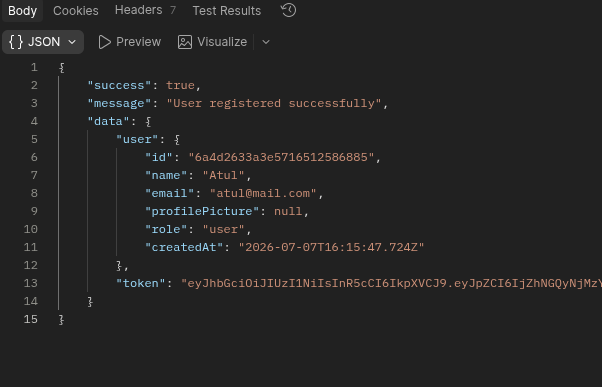 Body Cookies Headers 7 Test Results
{} JSON Preview Visualize
1 {
2 "success": true,
3 "message": "User registered successfully",
4 "data": {
5 "user": {
6 "id": "6a4d2633a3e5716512586885",
7 "name": "Atul",
8 "email": "atul@mail.com",
9 "profilePicture": null,
10 "role": "user",
11 "createdAt": "2026-07-07T16:15:47.724Z"
12 },
13 "token": "eyJhbGciOiJIUzI1NiIsInR5cCI6IkpXVCJ9.eyJpZCI6IjZhNGQyNjMzY
14 }
15 }